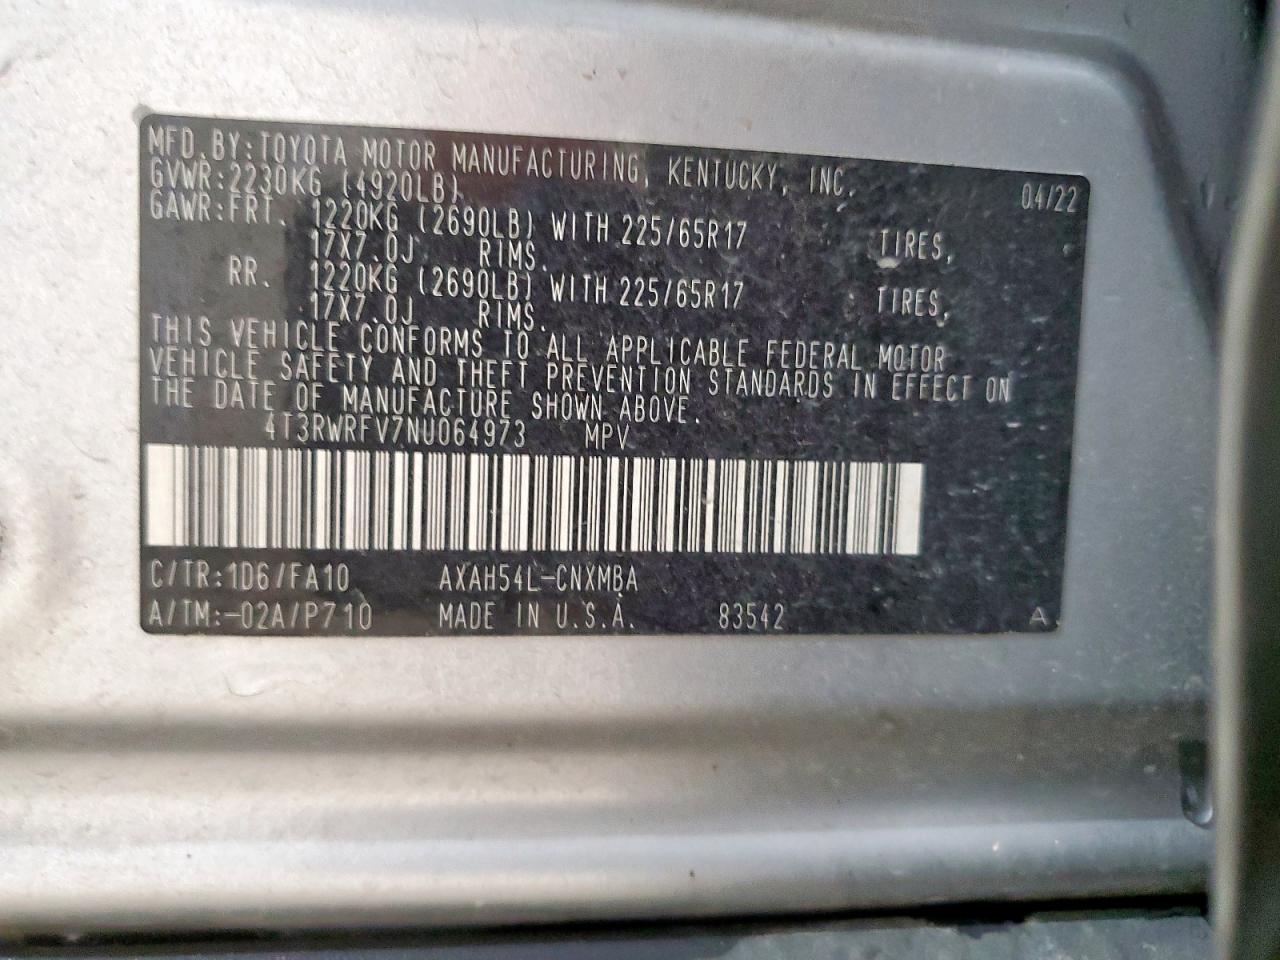 MFD. BY: TOYOTA MOTOR MANUFACTURING, KENTUCKY, INC. 04/22
GVWR: 2230KG (4920LB)
GAWR: FRT. 1220KG (2690LB) WITH 225/65R17 TIRES,
17X7.0J RIMS.
RR. 1220KG (2690LB) WITH 225/65R17 TIRES,
17X7.0J RIMS.
THIS VEHICLE CONFORMS TO ALL APPLICABLE FEDERAL MOTOR
VEHICLE SAFETY AND THEFT PREVENTION STANDARDS IN EFFECT ON
THE DATE OF MANUFACTURE SHOWN ABOVE.
4T3RWRFV7NU064973 MPV
C/TR: 1D6/FA10 AXAH54L-CNXMBA
A/TM:-02A/P710 MADE IN U.S.A. 83542 A